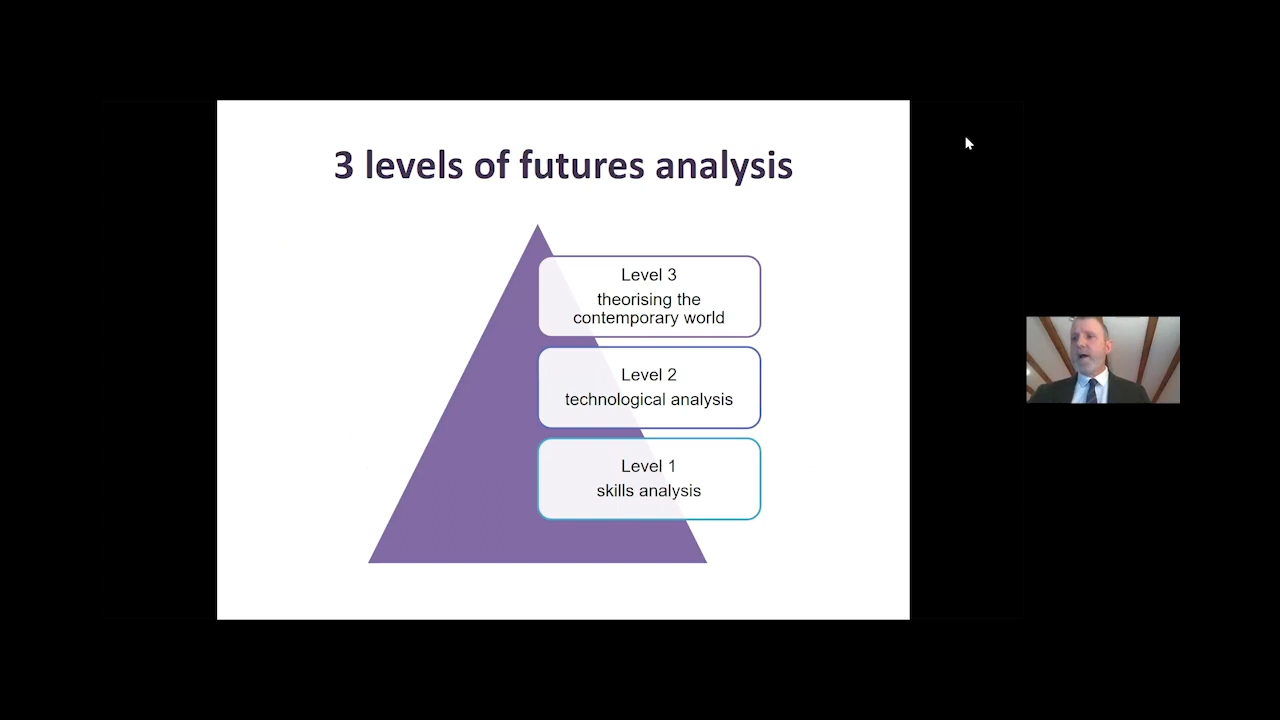 3 levels of futures analysis
Level 3
theorising the
contemporary world
Level 2
technological analysis
Level 1
skills analysis